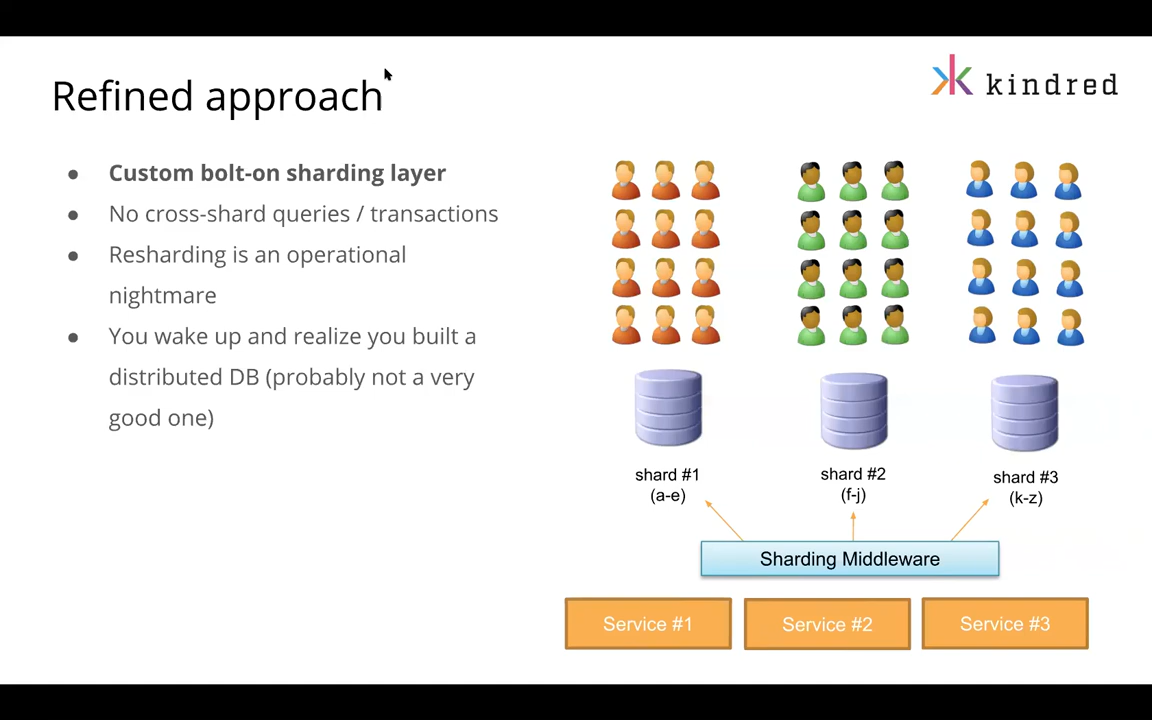 Refined approach
kindred
● Custom bolt-on sharding layer
● No cross-shard queries / transactions
● Resharding is an operational
nightmare
● You wake up and realize you built a
distributed DB (probably not a very
good one)
shard #1
(a-e)
shard #2
(f-j)
shard #3
(k-z)
Sharding Middleware
Service #1
Service #2
Service #3